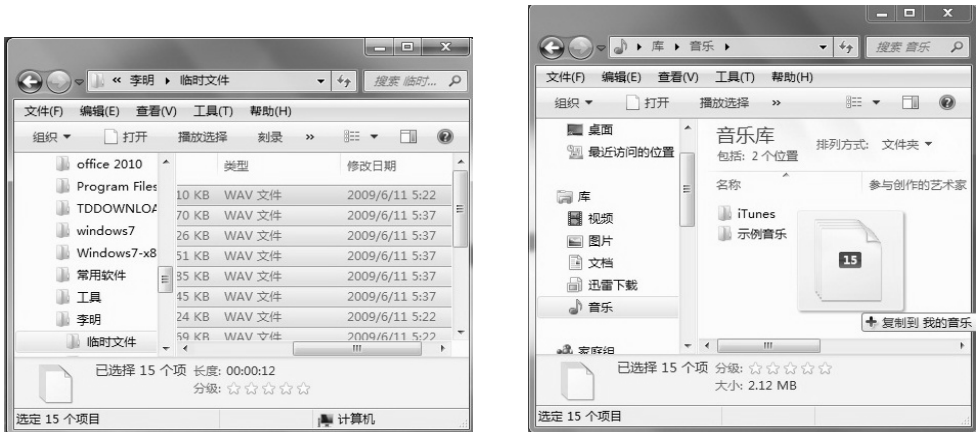 « 李明 ▸ 临时文件
搜索 临时...
文件(F) 编辑(E) 查看(V) 工具(T) 帮助(H)
组织 ▾ 打开 播放选择 刻录 »
office 2010
Program Files
TDDOWNLOA
windows7
Windows7-x8
常用软件
工具
李明
临时文件
类型 修改日期
10 KB WAV 文件 2009/6/11 5:22
70 KB WAV 文件 2009/6/11 5:37
26 KB WAV 文件 2009/6/11 5:37
51 KB WAV 文件 2009/6/11 5:37
35 KB WAV 文件 2009/6/11 5:37
45 KB WAV 文件 2009/6/11 5:37
24 KB WAV 文件 2009/6/11 5:22
59 KB WAV 文件 2009/6/11 5:22
已选择 15 个项 长度: 00:00:12
分级: ☆☆☆☆☆
选定 15 个项目 计算机
▸ 库 ▸ 音乐 ▸
搜索 音乐
文件(F) 编辑(E) 查看(V) 工具(T) 帮助(H)
组织 ▾ 打开 播放选择 »
桌面
最近访问的位置
库
视频
图片
文档
迅雷下载
音乐
家庭组
音乐库
包括: 2 个位置
排列方式: 文件夹 ▾
名称 参与创作的艺术家
iTunes
示例音乐
15
复制到 我的音乐
已选择 15 个项 分级: ☆☆☆☆☆
大小: 2.12 MB
选定 15 个项目